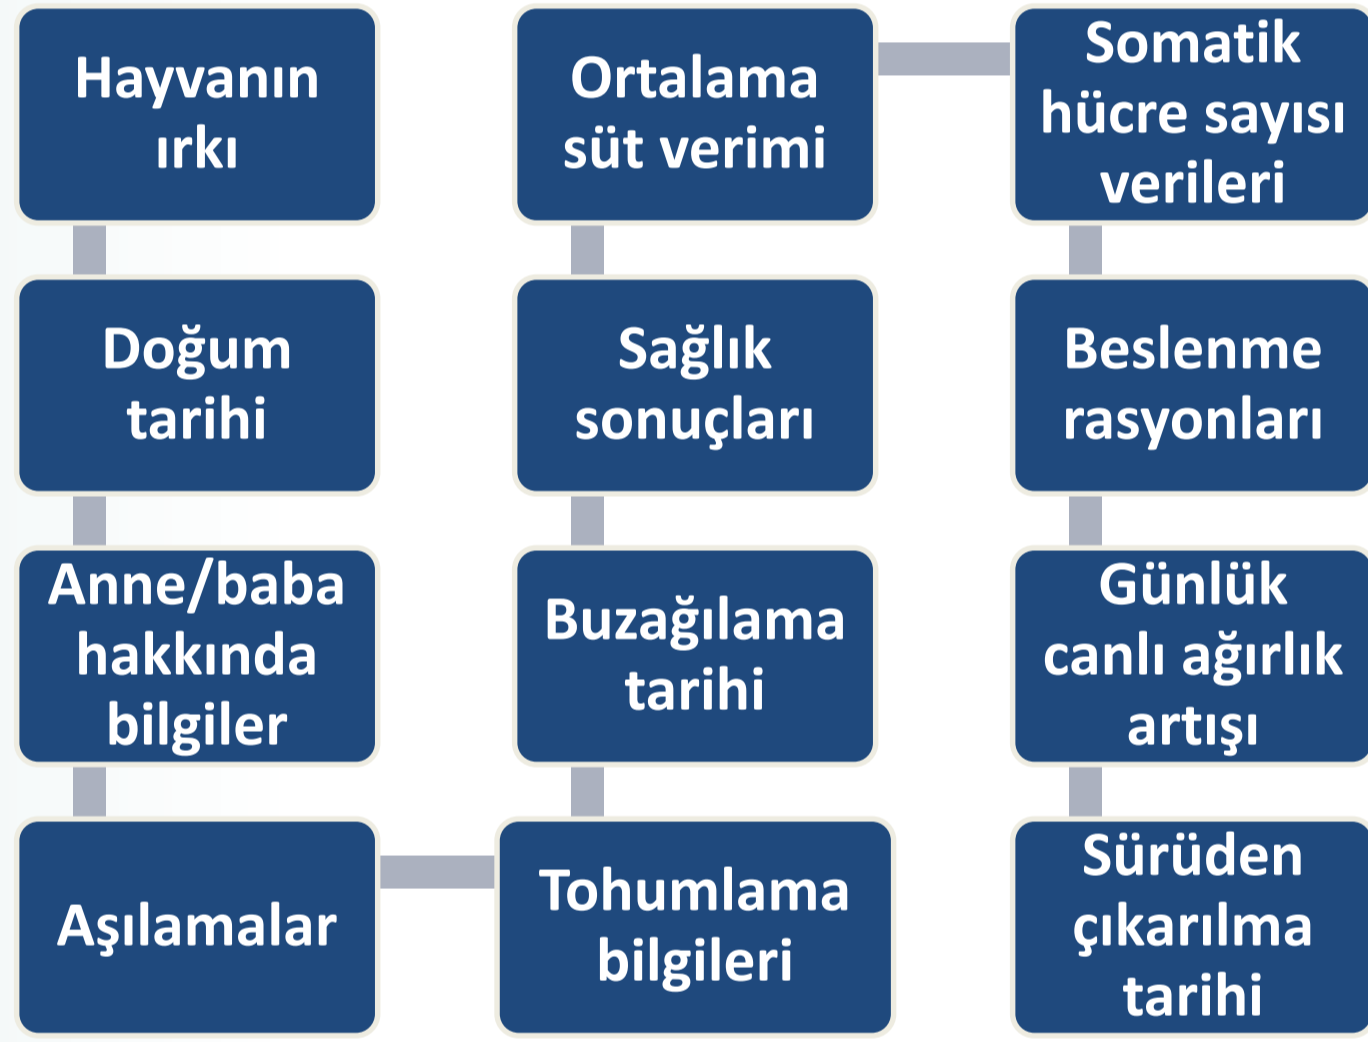 Hayvanın
ırkı
Doğum
tarihi
Anne/baba
hakkında
bilgiler
Aşılamalar
Tohumlama
bilgileri
Buzağılama
tarihi
Sağlık
sonuçları
Ortalama
süt verimi
Somatik
hücre sayısı
verileri
Beslenme
rasyonları
Günlük
canlı ağırlık
artışı
Sürüden
çıkarılma
tarihi